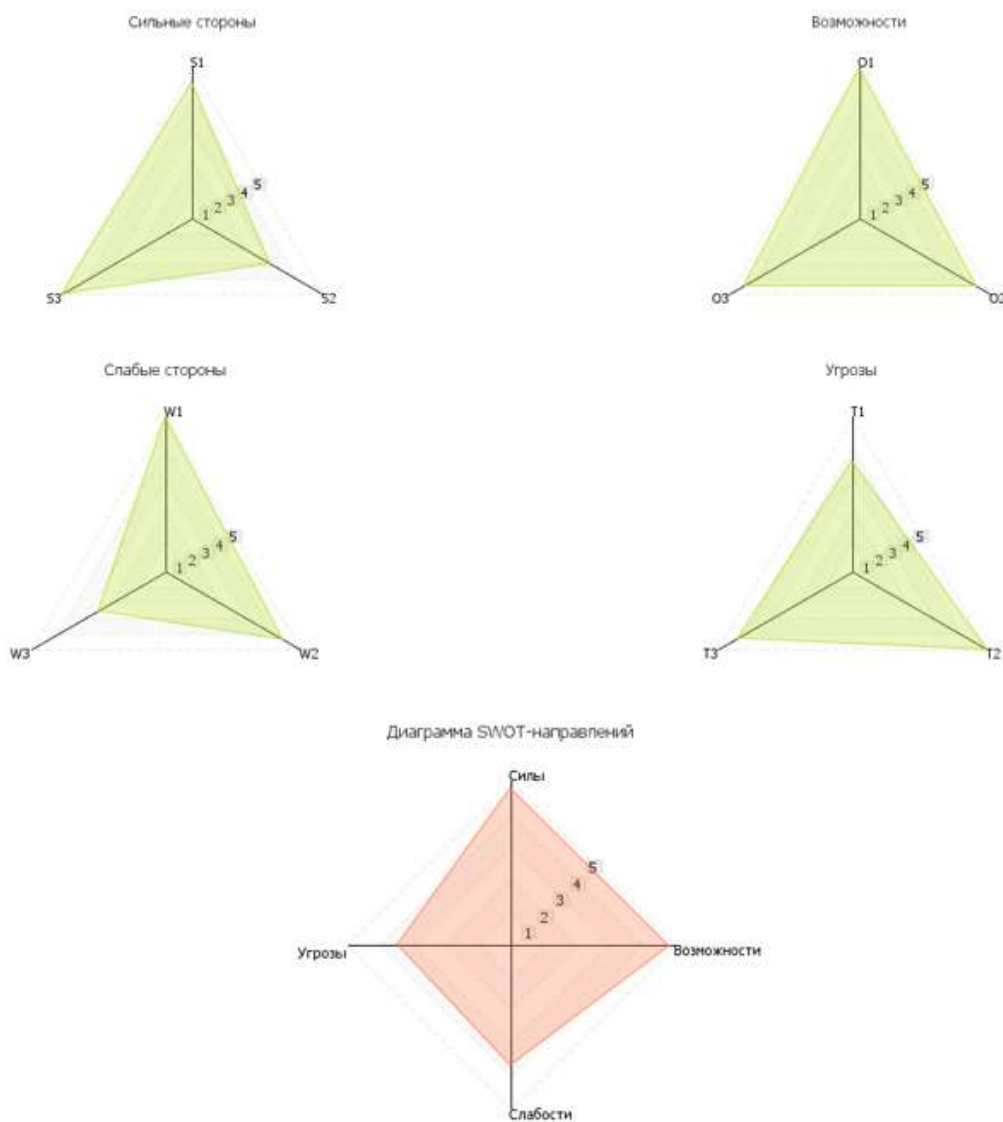 Сильные стороны
S1
1 2 3 4 5
S3
S2
Возможности
O1
1 2 3 4 5
O3
O2
Слабые стороны
W1
1 2 3 4 5
W3
W2
Угрозы
T1
1 2 3 4 5
T3
T2
Диаграмма SWOT-направлений
Силы
1 2 3 4 5
Угрозы
Возможности
Слабости